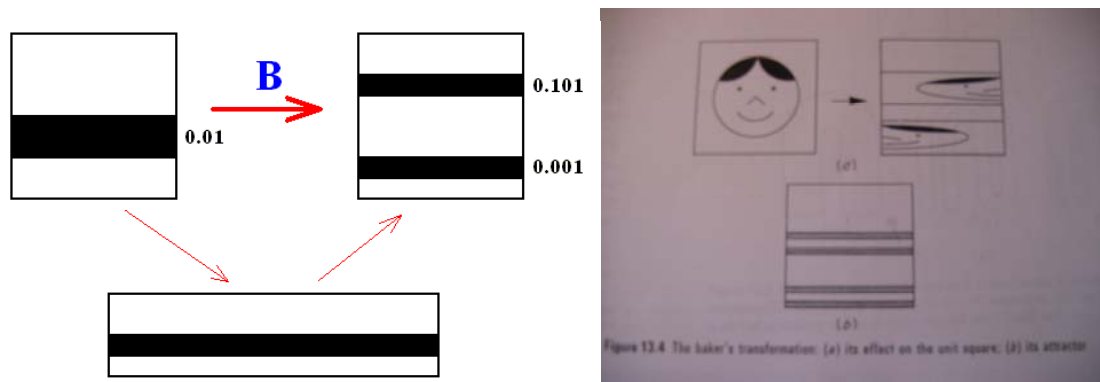 B
0.01
0.101
0.001
(a)
(b)
Figure 13.4 The baker's transformation: (a) its effect on the unit square; (b) its attractor